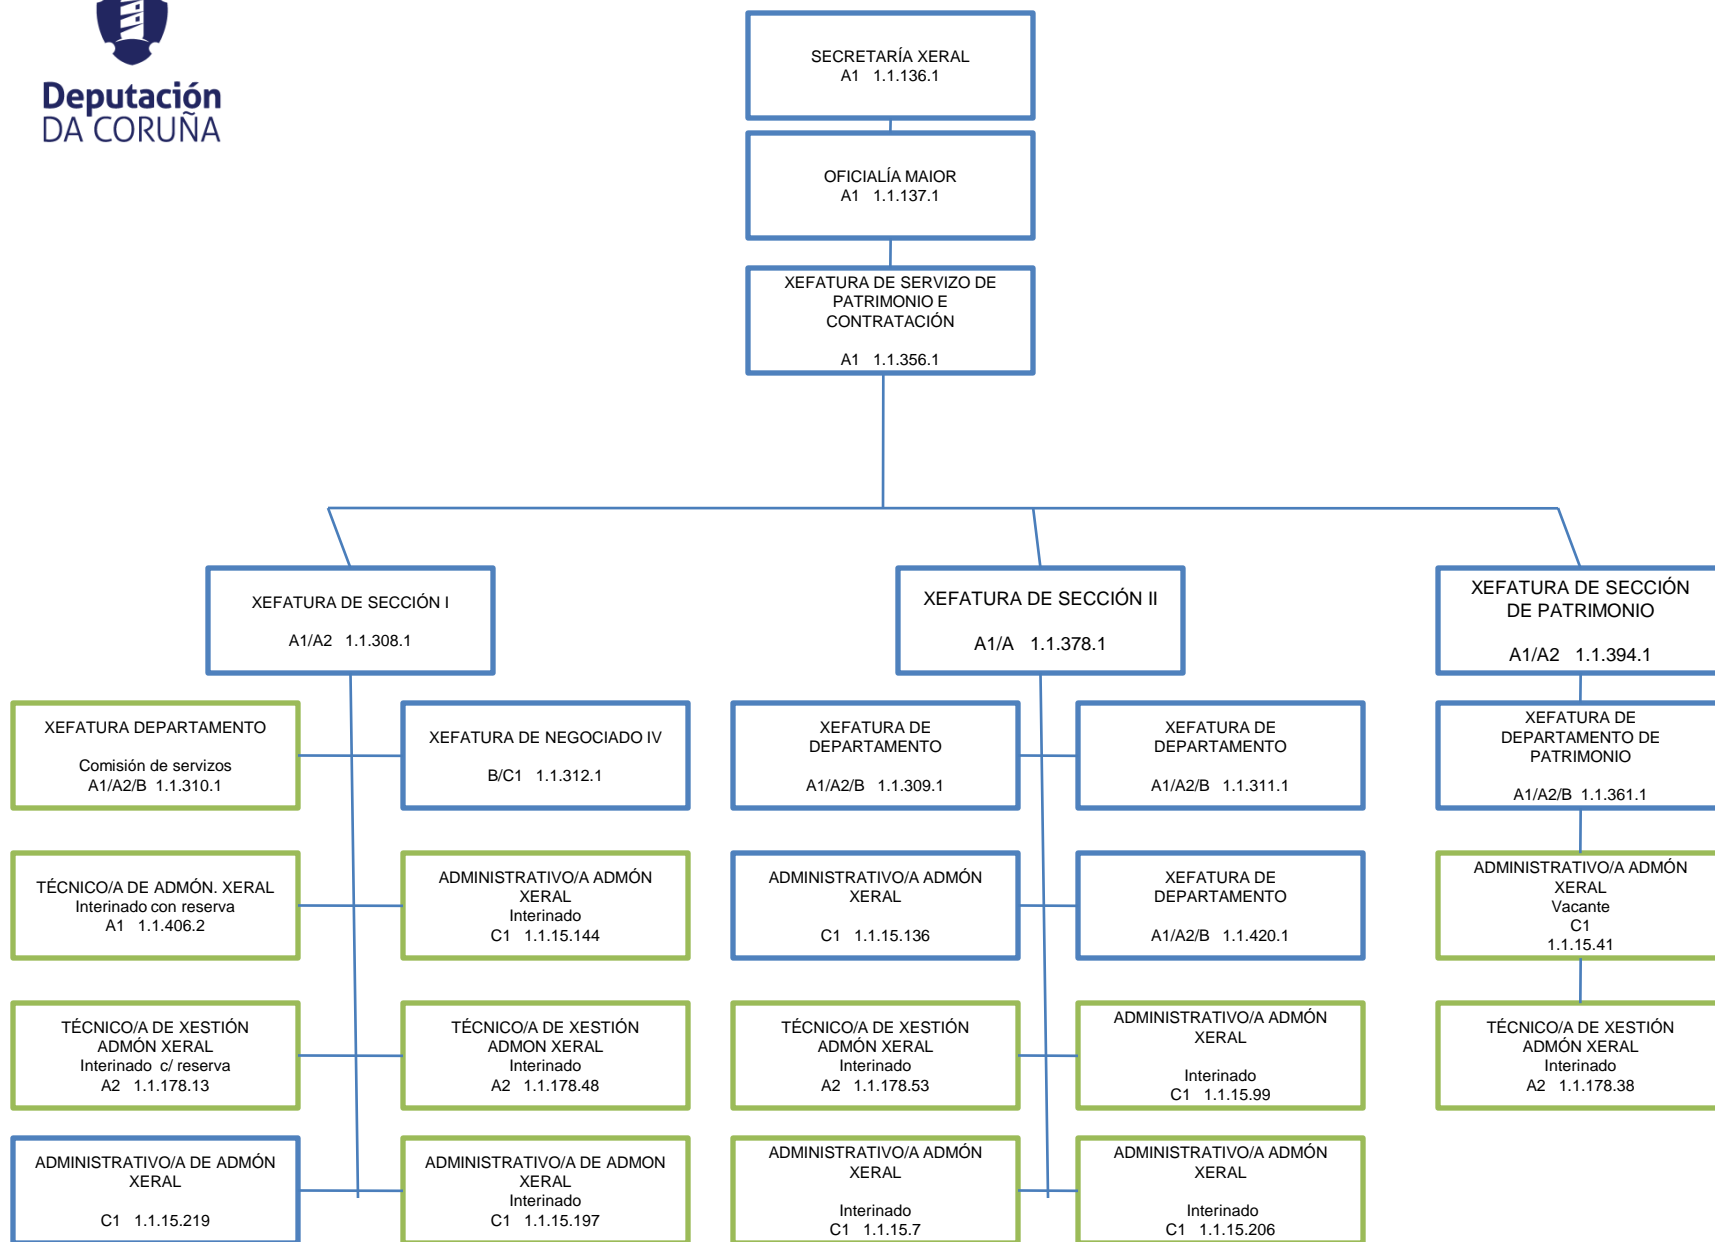 Deputación
DA CORUÑA
SECRETARÍA XERAL
A1 1.1.136.1
OFICIALÍA MAIOR
A1 1.1.137.1
XEFATURA DE SERVIZO DE
PATRIMONIO E
CONTRATACIÓN
A1 1.1.356.1
XEFATURA DE SECCIÓN I
A1/A2 1.1.308.1
XEFATURA DE SECCIÓN II
A1/A 1.1.378.1
XEFATURA DE SECCIÓN
DE PATRIMONIO
A1/A2 1.1.394.1
XEFATURA DEPARTAMENTO
Comisión de servizos
A1/A2/B 1.1.310.1
XEFATURA DE NEGOCIADO IV
B/C1 1.1.312.1
XEFATURA DE
DEPARTAMENTO
A1/A2/B 1.1.309.1
XEFATURA DE
DEPARTAMENTO
A1/A2/B 1.1.311.1
XEFATURA DE
DEPARTAMENTO DE
PATRIMONIO
A1/A2/B 1.1.361.1
TÉCNICO/A DE ADMÓN. XERAL
Interinado con reserva
A1 1.1.406.2
ADMINISTRATIVO/A ADMÓN
XERAL
Interinado
C1 1.1.15.144
ADMINISTRATIVO/A ADMÓN
XERAL
C1 1.1.15.136
XEFATURA DE
DEPARTAMENTO
A1/A2/B 1.1.420.1
ADMINISTRATIVO/A ADMÓN
XERAL
Vacante
C1
1.1.15.41
TÉCNICO/A DE XESTIÓN
ADMÓN XERAL
Interinado c/ reserva
A2 1.1.178.13
TÉCNICO/A DE XESTIÓN
ADMON XERAL
Interinado
A2 1.1.178.48
TÉCNICO/A DE XESTIÓN
ADMÓN XERAL
Interinado
A2 1.1.178.53
ADMINISTRATIVO/A ADMÓN
XERAL
Interinado
C1 1.1.15.99
TÉCNICO/A DE XESTIÓN
ADMÓN XERAL
Interinado
A2 1.1.178.38
ADMINISTRATIVO/A DE ADMÓN
XERAL
C1 1.1.15.219
ADMINISTRATIVO/A DE ADMON
XERAL
Interinado
C1 1.1.15.197
ADMINISTRATIVO/A ADMÓN
XERAL
Interinado
C1 1.1.15.7
ADMINISTRATIVO/A ADMÓN
XERAL
Interinado
C1 1.1.15.206